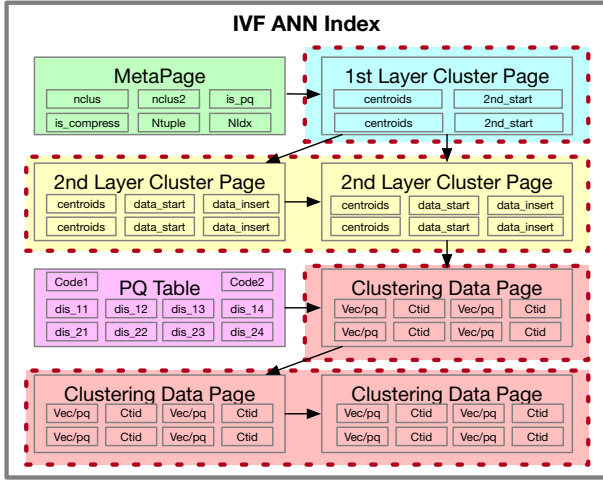 IVF ANN Index
MetaPage
nclus nclus2 is_pq
is_compress Ntuple NIdx
1st Layer Cluster Page
centroids 2nd_start
centroids 2nd_start
2nd Layer Cluster Page
centroids data_start data_insert
centroids data_start data_insert
2nd Layer Cluster Page
centroids data_start data_insert
centroids data_start data_insert
Code1 PQ Table Code2
dis_11 dis_12 dis_13 dis_14
dis_21 dis_22 dis_23 dis_24
Clustering Data Page
Vec/pq Ctid Vec/pq Ctid
Vec/pq Ctid Vec/pq Ctid
Clustering Data Page
Vec/pq Ctid Vec/pq Ctid
Vec/pq Ctid Vec/pq Ctid
Clustering Data Page
Vec/pq Ctid Vec/pq Ctid
Vec/pq Ctid Vec/pq Ctid